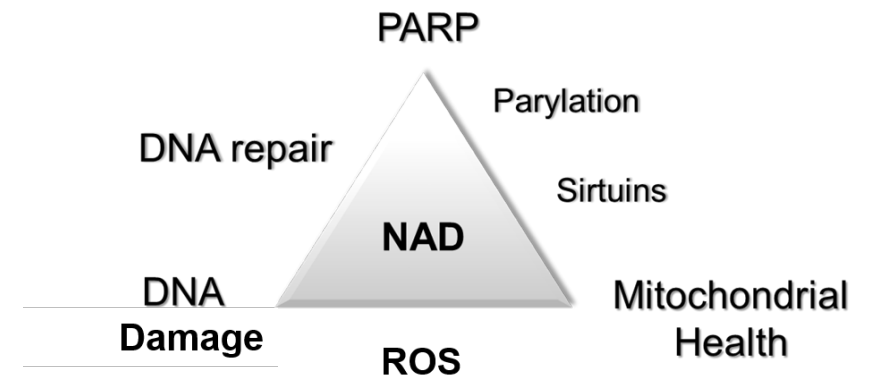 PARP
Parylation
DNA repair
Sirtuins
NAD
DNA
Damage
Mitochondrial
Health
ROS